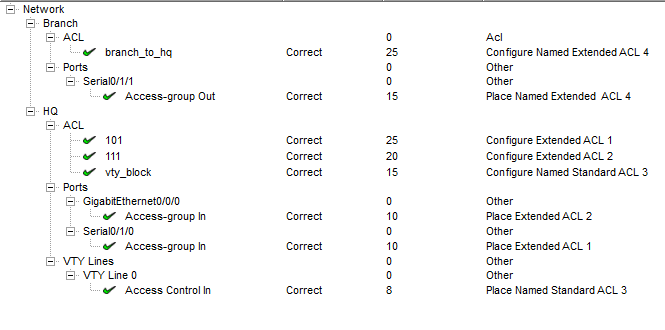 Network
Branch
ACL 0 Acl
branch_to_hq Correct 25 Configure Named Extended ACL 4
Ports 0 Other
Serial0/1/1 0 Other
Access-group Out Correct 15 Place Named Extended ACL 4
HQ
ACL
101 Correct 25 Configure Extended ACL 1
111 Correct 20 Configure Extended ACL 2
vty_block Correct 15 Configure Named Standard ACL 3
Ports
GigabitEthernet0/0/0 0 Other
Access-group In Correct 10 Place Extended ACL 2
Serial0/1/0 0 Other
Access-group In Correct 10 Place Extended ACL 1
VTY Lines 0 Other
VTY Line 0 0 Other
Access Control In Correct 8 Place Named Standard ACL 3